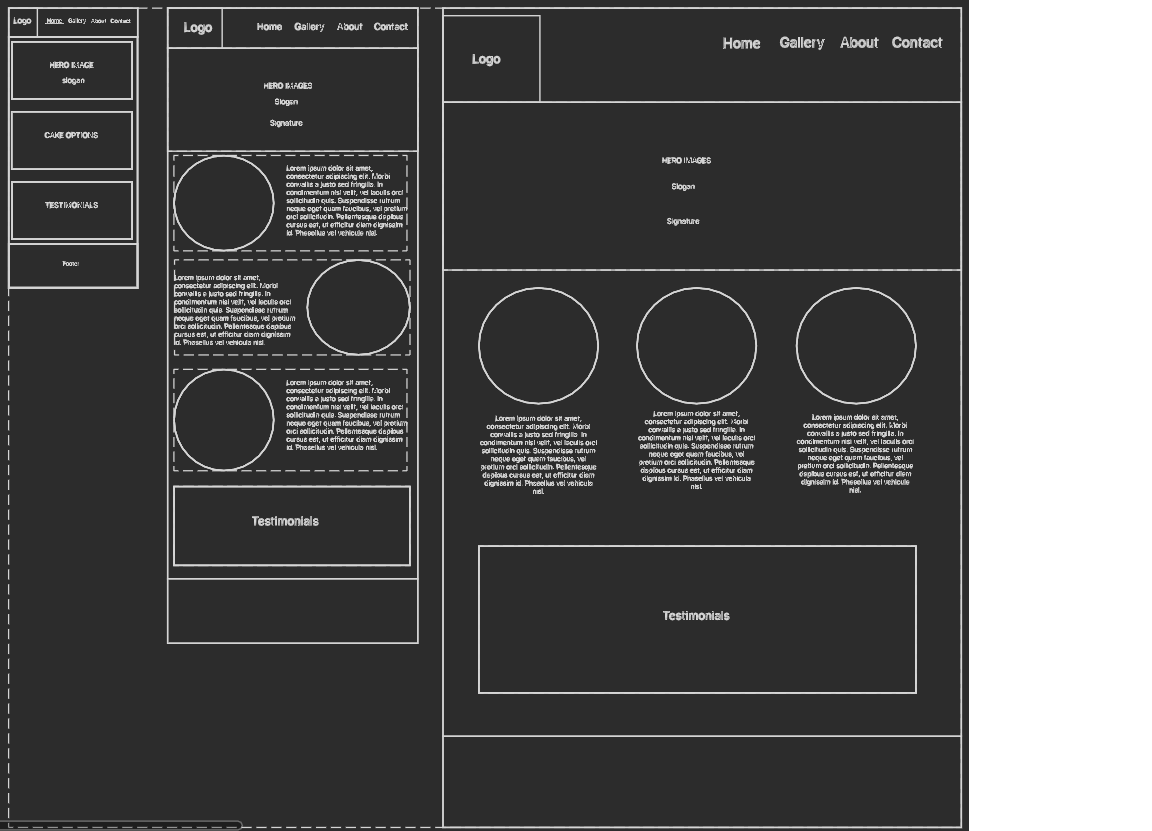 Logo
Home Gallery About Contact
HERO IMAGE
slogan
CAKE OPTIONS
TESTIMONIALS
Footer
Logo
Home Gallery About Contact
HERO IMAGES
Slogan
Signature
Lorem ipsum dolor sit amet,
consectetur adipiscing elit. Morbi
convallis a justo sed fringilla. In
condimentum nisl velit, vel iaculis orci
sollicitudin quis. Suspendisse rutrum
neque eget quam faucibus, vel pretium
orci sollicitudin. Pellentesque dapibus
cursus est, ut efficitur diam dignissim
id. Phasellus vel vehicula nisl.
Lorem ipsum dolor sit amet,
consectetur adipiscing elit. Morbi
convallis a justo sed fringilla. In
condimentum nisl velit, vel iaculis orci
sollicitudin quis. Suspendisse rutrum
neque eget quam faucibus, vel pretium
orci sollicitudin. Pellentesque dapibus
cursus est, ut efficitur diam dignissim
id. Phasellus vel vehicula nisl.
Lorem ipsum dolor sit amet,
consectetur adipiscing elit. Morbi
convallis a justo sed fringilla. In
condimentum nisl velit, vel iaculis orci
sollicitudin quis. Suspendisse rutrum
neque eget quam faucibus, vel pretium
orci sollicitudin. Pellentesque dapibus
cursus est, ut efficitur diam dignissim
id. Phasellus vel vehicula nisl.
Testimonials
Logo
Home Gallery About Contact
HERO IMAGES
Slogan
Signature
Lorem ipsum dolor sit amet,
consectetur adipiscing elit. Morbi
convallis a justo sed fringilla. In
condimentum nisl velit, vel iaculis orci
sollicitudin quis. Suspendisse rutrum
neque eget quam faucibus, vel
pretium orci sollicitudin. Pellentesque
dapibus cursus est, ut efficitur diam
dignissim id. Phasellus vel vehicula
nisl.
Lorem ipsum dolor sit amet,
consectetur adipiscing elit. Morbi
convallis a justo sed fringilla. In
condimentum nisl velit, vel iaculis orci
sollicitudin quis. Suspendisse rutrum
neque eget quam faucibus, vel
pretium orci sollicitudin. Pellentesque
dapibus cursus est, ut efficitur diam
dignissim id. Phasellus vel vehicula
nisl.
Lorem ipsum dolor sit amet,
consectetur adipiscing elit. Morbi
convallis a justo sed fringilla. In
condimentum nisl velit, vel iaculis orci
sollicitudin quis. Suspendisse rutrum
neque eget quam faucibus, vel
pretium orci sollicitudin. Pellentesque
dapibus cursus est, ut efficitur diam
dignissim id. Phasellus vel vehicula
nisl.
Testimonials